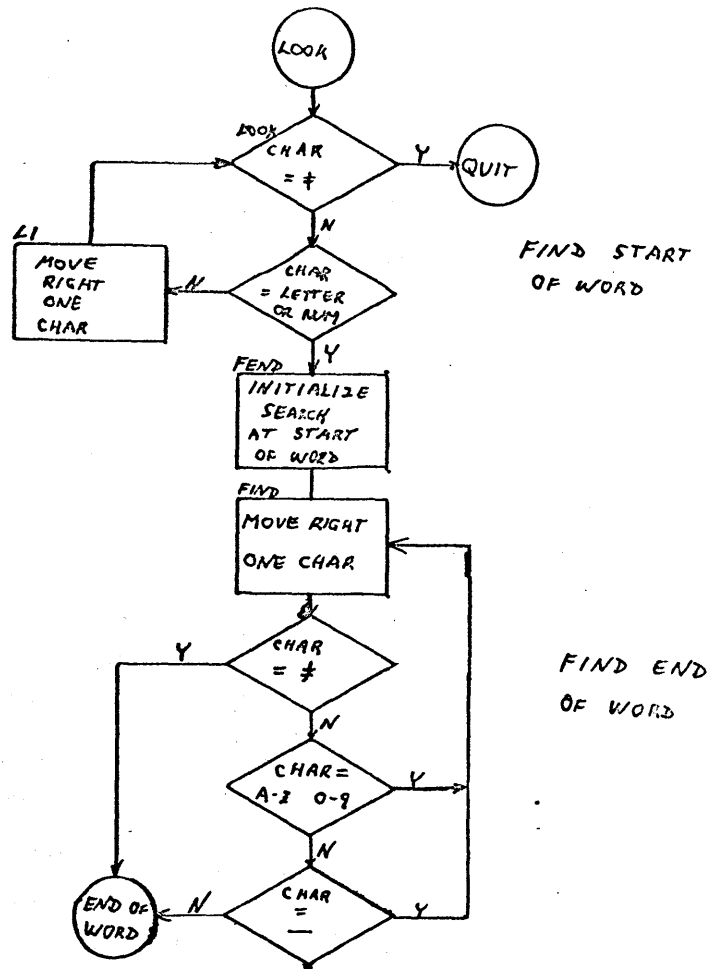 LOOK
LOOK
CHAR
= ‡
Y
QUIT
N
FIND START
OF WORD
L1
MOVE
RIGHT
ONE
CHAR
N
CHAR
= LETTER
OR NUM
Y
FEND
INITIALIZE
SEARCH
AT START
OF WORD
FIND
MOVE RIGHT
ONE CHAR
CHAR
= ‡
Y
N
FIND END
OF WORD
CHAR=
A-Z 0-9
Y
N
CHAR
=
_
N
Y
END OF
WORD